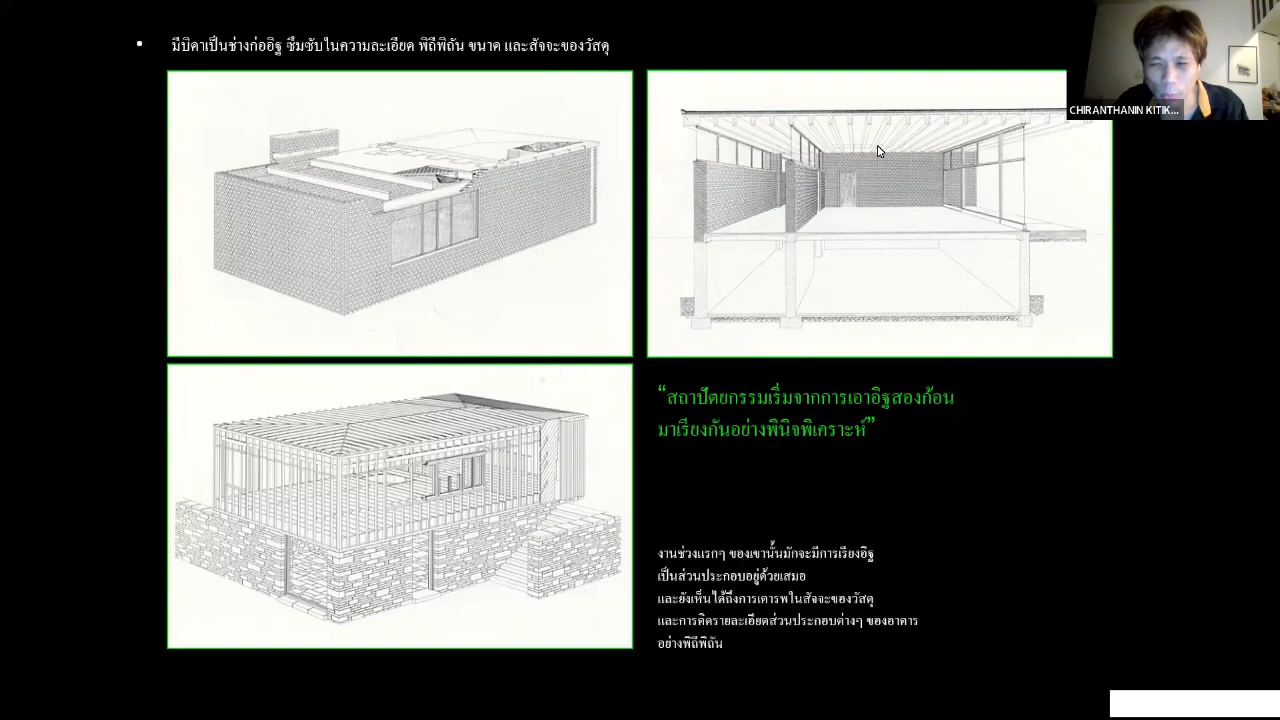 มีบิดาเป็นช่างก่ออิฐ ซึมซับในความละเอียด พิถีพิถัน ขนาด และสัจจะของวัสดุ
CHIRANTHANIN KITIK...
“สถาปัตยกรรมเริ่มจากการเอาอิฐสองก้อน
มาเรียงกันอย่างพินิจพิเคราะห์”
งานช่วงแรกๆ ของเขานั้นมักจะมีการเรียงอิฐ
เป็นส่วนประกอบอยู่ด้วยเสมอ
และยังเห็นได้ถึงการเคารพในสัจจะของวัสดุ
และการคิดรายละเอียดส่วนประกอบต่างๆ ของอาคาร
อย่างพิถีพิถัน